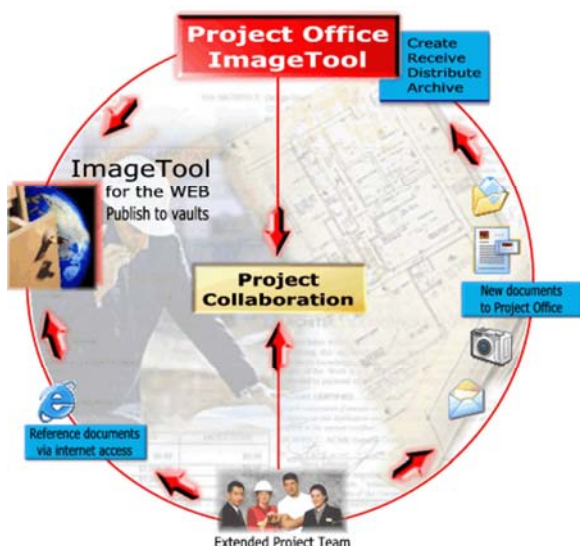 Project Office
ImageTool
Create
Receive
Distribute
Archive
ImageTool
for the WEB
Publish to vaults
Project
Collaboration
New documents
to Project Office
Reference documents
via internet access
Extended Project Team